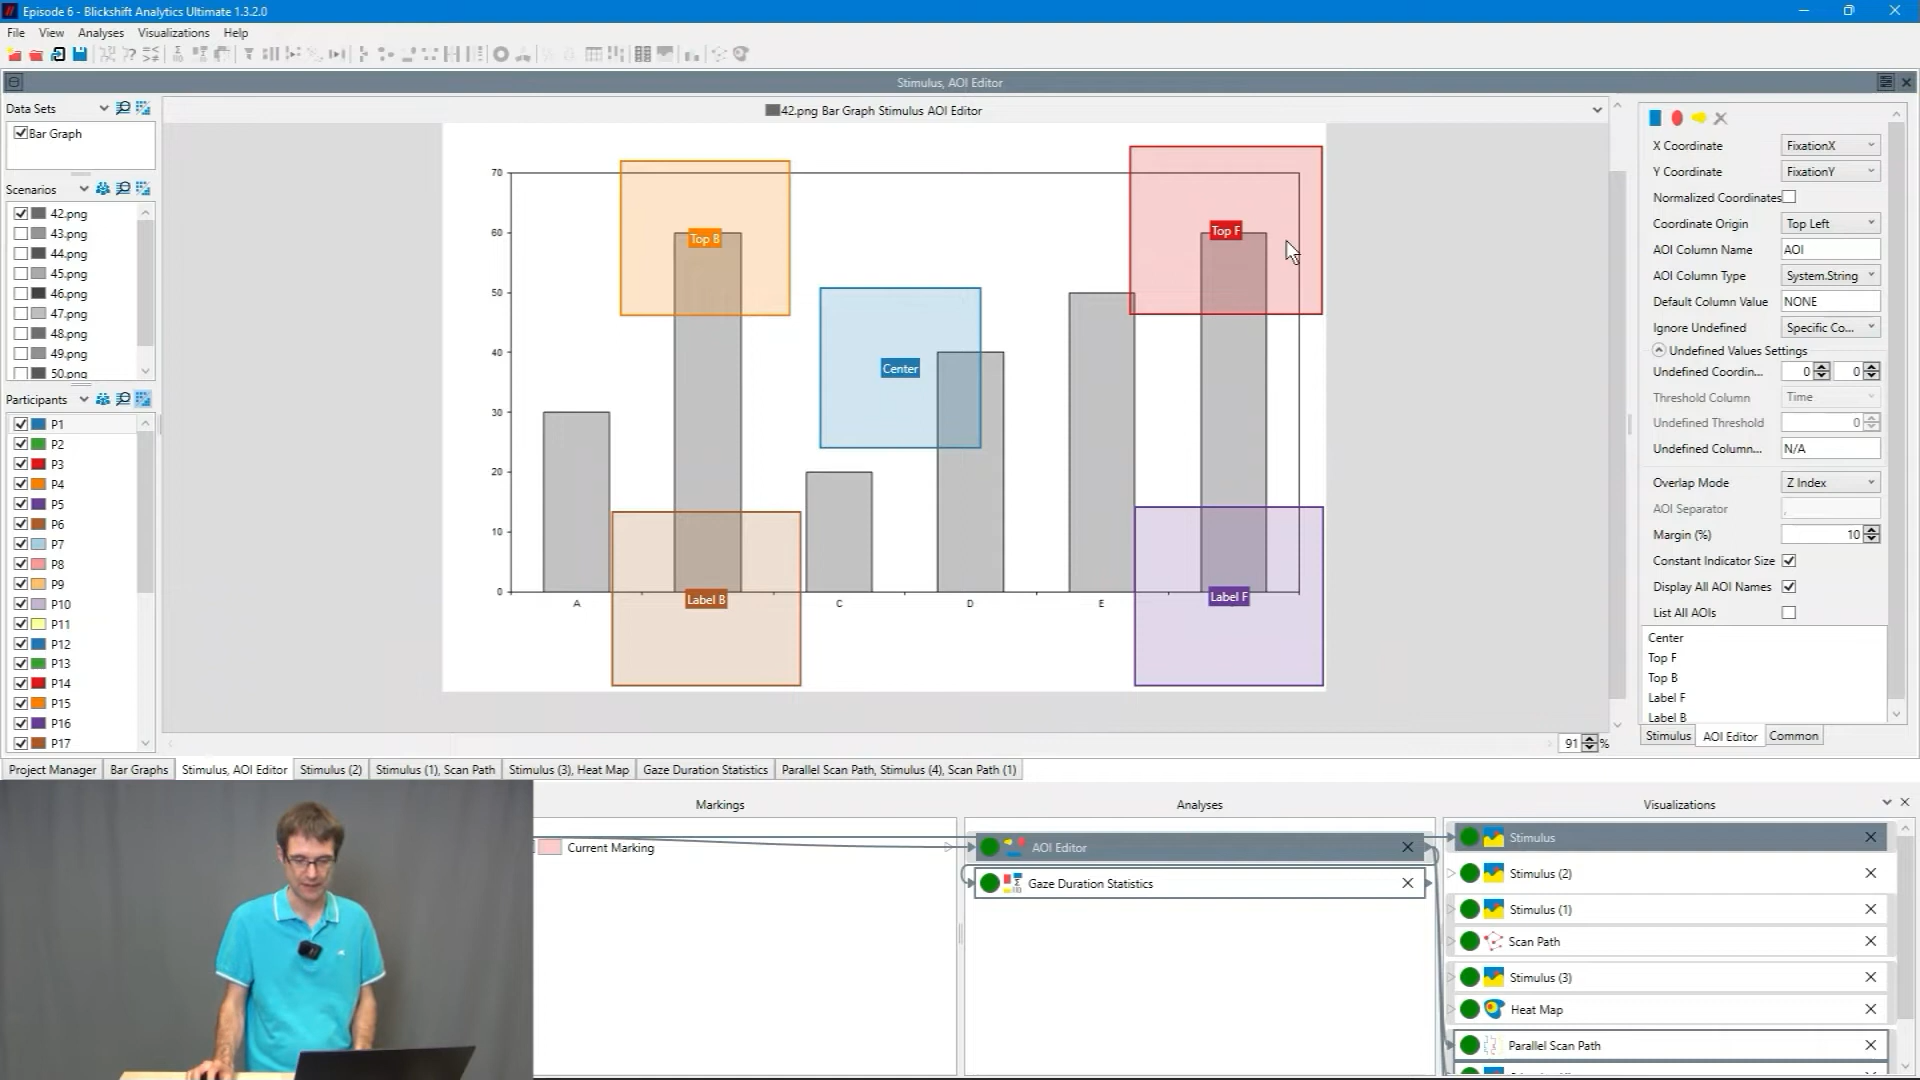 Episode 6 - Blickshift Analytics Ultimate 1.3.2.0
File View Analyses Visualizations Help
Stimulus, AOI Editor
Data Sets
Bar Graph
Scenarios
42.png
43.png
44.png
45.png
46.png
47.png
48.png
49.png
50.png
Participants
P1
P2
P3
P4
P5
P6
P7
P8
P9
P10
P11
P12
P13
P14
P15
P16
P17
42.png Bar Graph Stimulus AOI Editor
70
60
50
40
30
20
10
0
Top B
Top F
Center
Label B
Label F
A
C
D
E
91 %
X Coordinate FixationX
Y Coordinate FixationY
Normalized Coordinates
Coordinate Origin Top Left
AOI Column Name AOI
AOI Column Type System.String
Default Column Value NONE
Ignore Undefined Specific Co...
Undefined Values Settings
Undefined Coordin... 0 0
Threshold Column Time
Undefined Threshold 0
Undefined Column... N/A
Overlap Mode Z Index
AOI Separator ,
Margin (%) 10
Constant Indicator Size
Display All AOI Names
List All AOIs
Center
Top F
Top B
Label F
Label B
Stimulus AOI Editor Common
Project Manager Bar Graphs Stimulus, AOI Editor Stimulus (2) Stimulus (1), Scan Path Stimulus (3), Heat Map Gaze Duration Statistics Parallel Scan Path, Stimulus (4), Scan Path (1)
Markings
Current Marking
Analyses
AOI Editor
Gaze Duration Statistics
Visualizations
Stimulus
Stimulus (2)
Stimulus (1)
Scan Path
Stimulus (3)
Heat Map
Parallel Scan Path